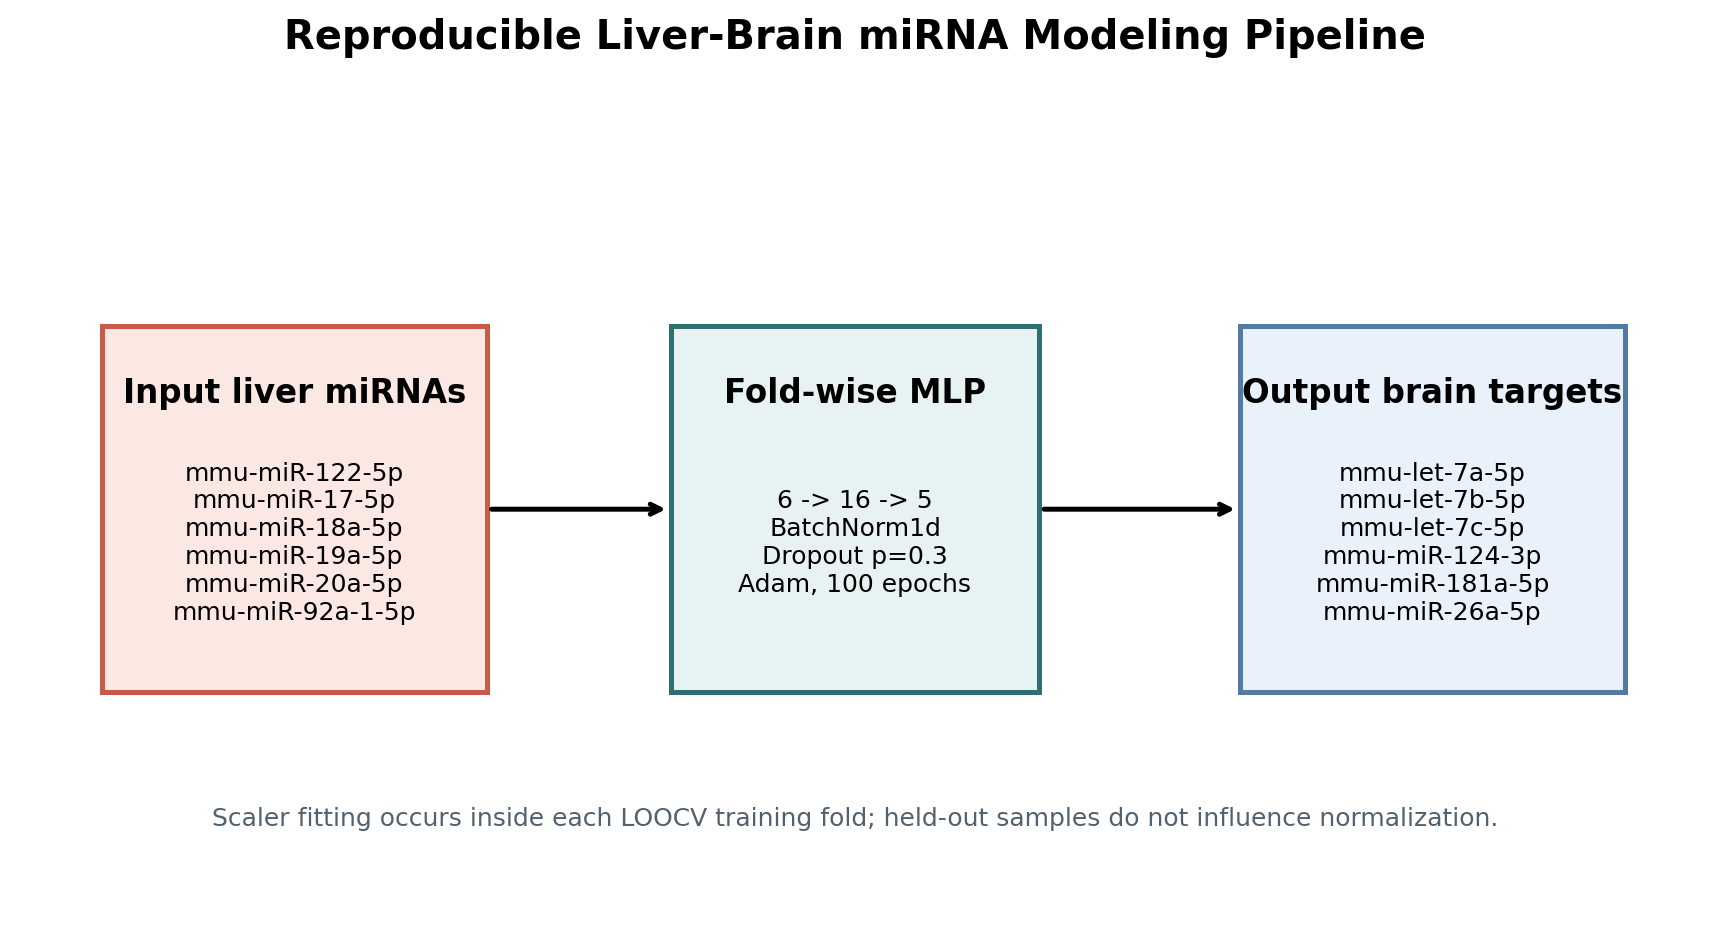 Reproducible Liver-Brain miRNA Modeling Pipeline
Input liver miRNAs
mmu-miR-122-5p
mmu-miR-17-5p
mmu-miR-18a-5p
mmu-miR-19a-5p
mmu-miR-20a-5p
mmu-miR-92a-1-5p
Fold-wise MLP
6 -> 16 -> 5
BatchNorm1d
Dropout p=0.3
Adam, 100 epochs
Output brain targets
mmu-let-7a-5p
mmu-let-7b-5p
mmu-let-7c-5p
mmu-miR-124-3p
mmu-miR-181a-5p
mmu-miR-26a-5p
Scaler fitting occurs inside each LOOCV training fold; held-out samples do not influence normalization.